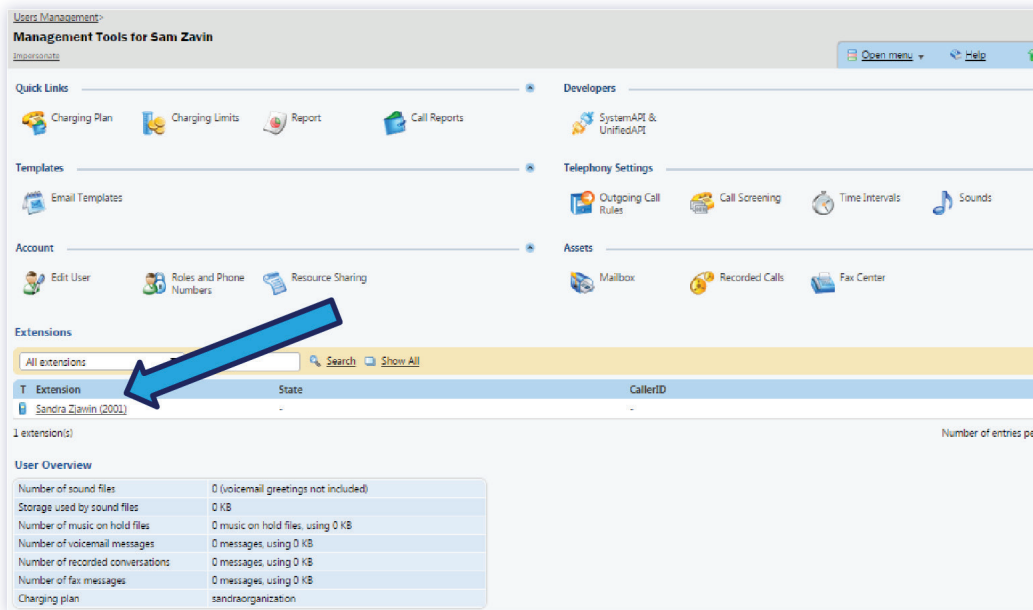 Users Management>
Management Tools for Sam Zavin
Impersonate
Open menu Help
Quick Links
Charging Plan Charging Limits Report Call Reports
Developers
SystemAPI &
UnifiedAPI
Templates
Email Templates
Telephony Settings
Outgoing Call
Rules
Call Screening Time Intervals Sounds
Account
Edit User Roles and Phone
Numbers
Resource Sharing
Assets
Mailbox Recorded Calls Fax Center
Extensions
All extensions Search Show All
T Extension State CallerID
Sandra Zjawin (2001) - -
1 extension(s) Number of entries pe
User Overview
Number of sound files 0 (voicemail greetings not included)
Storage used by sound files 0 KB
Number of music on hold files 0 music on hold files, using 0 KB
Number of voicemail messages 0 messages, using 0 KB
Number of recorded conversations 0 messages, using 0 KB
Number of fax messages 0 messages, using 0 KB
Charging plan sandraorganization